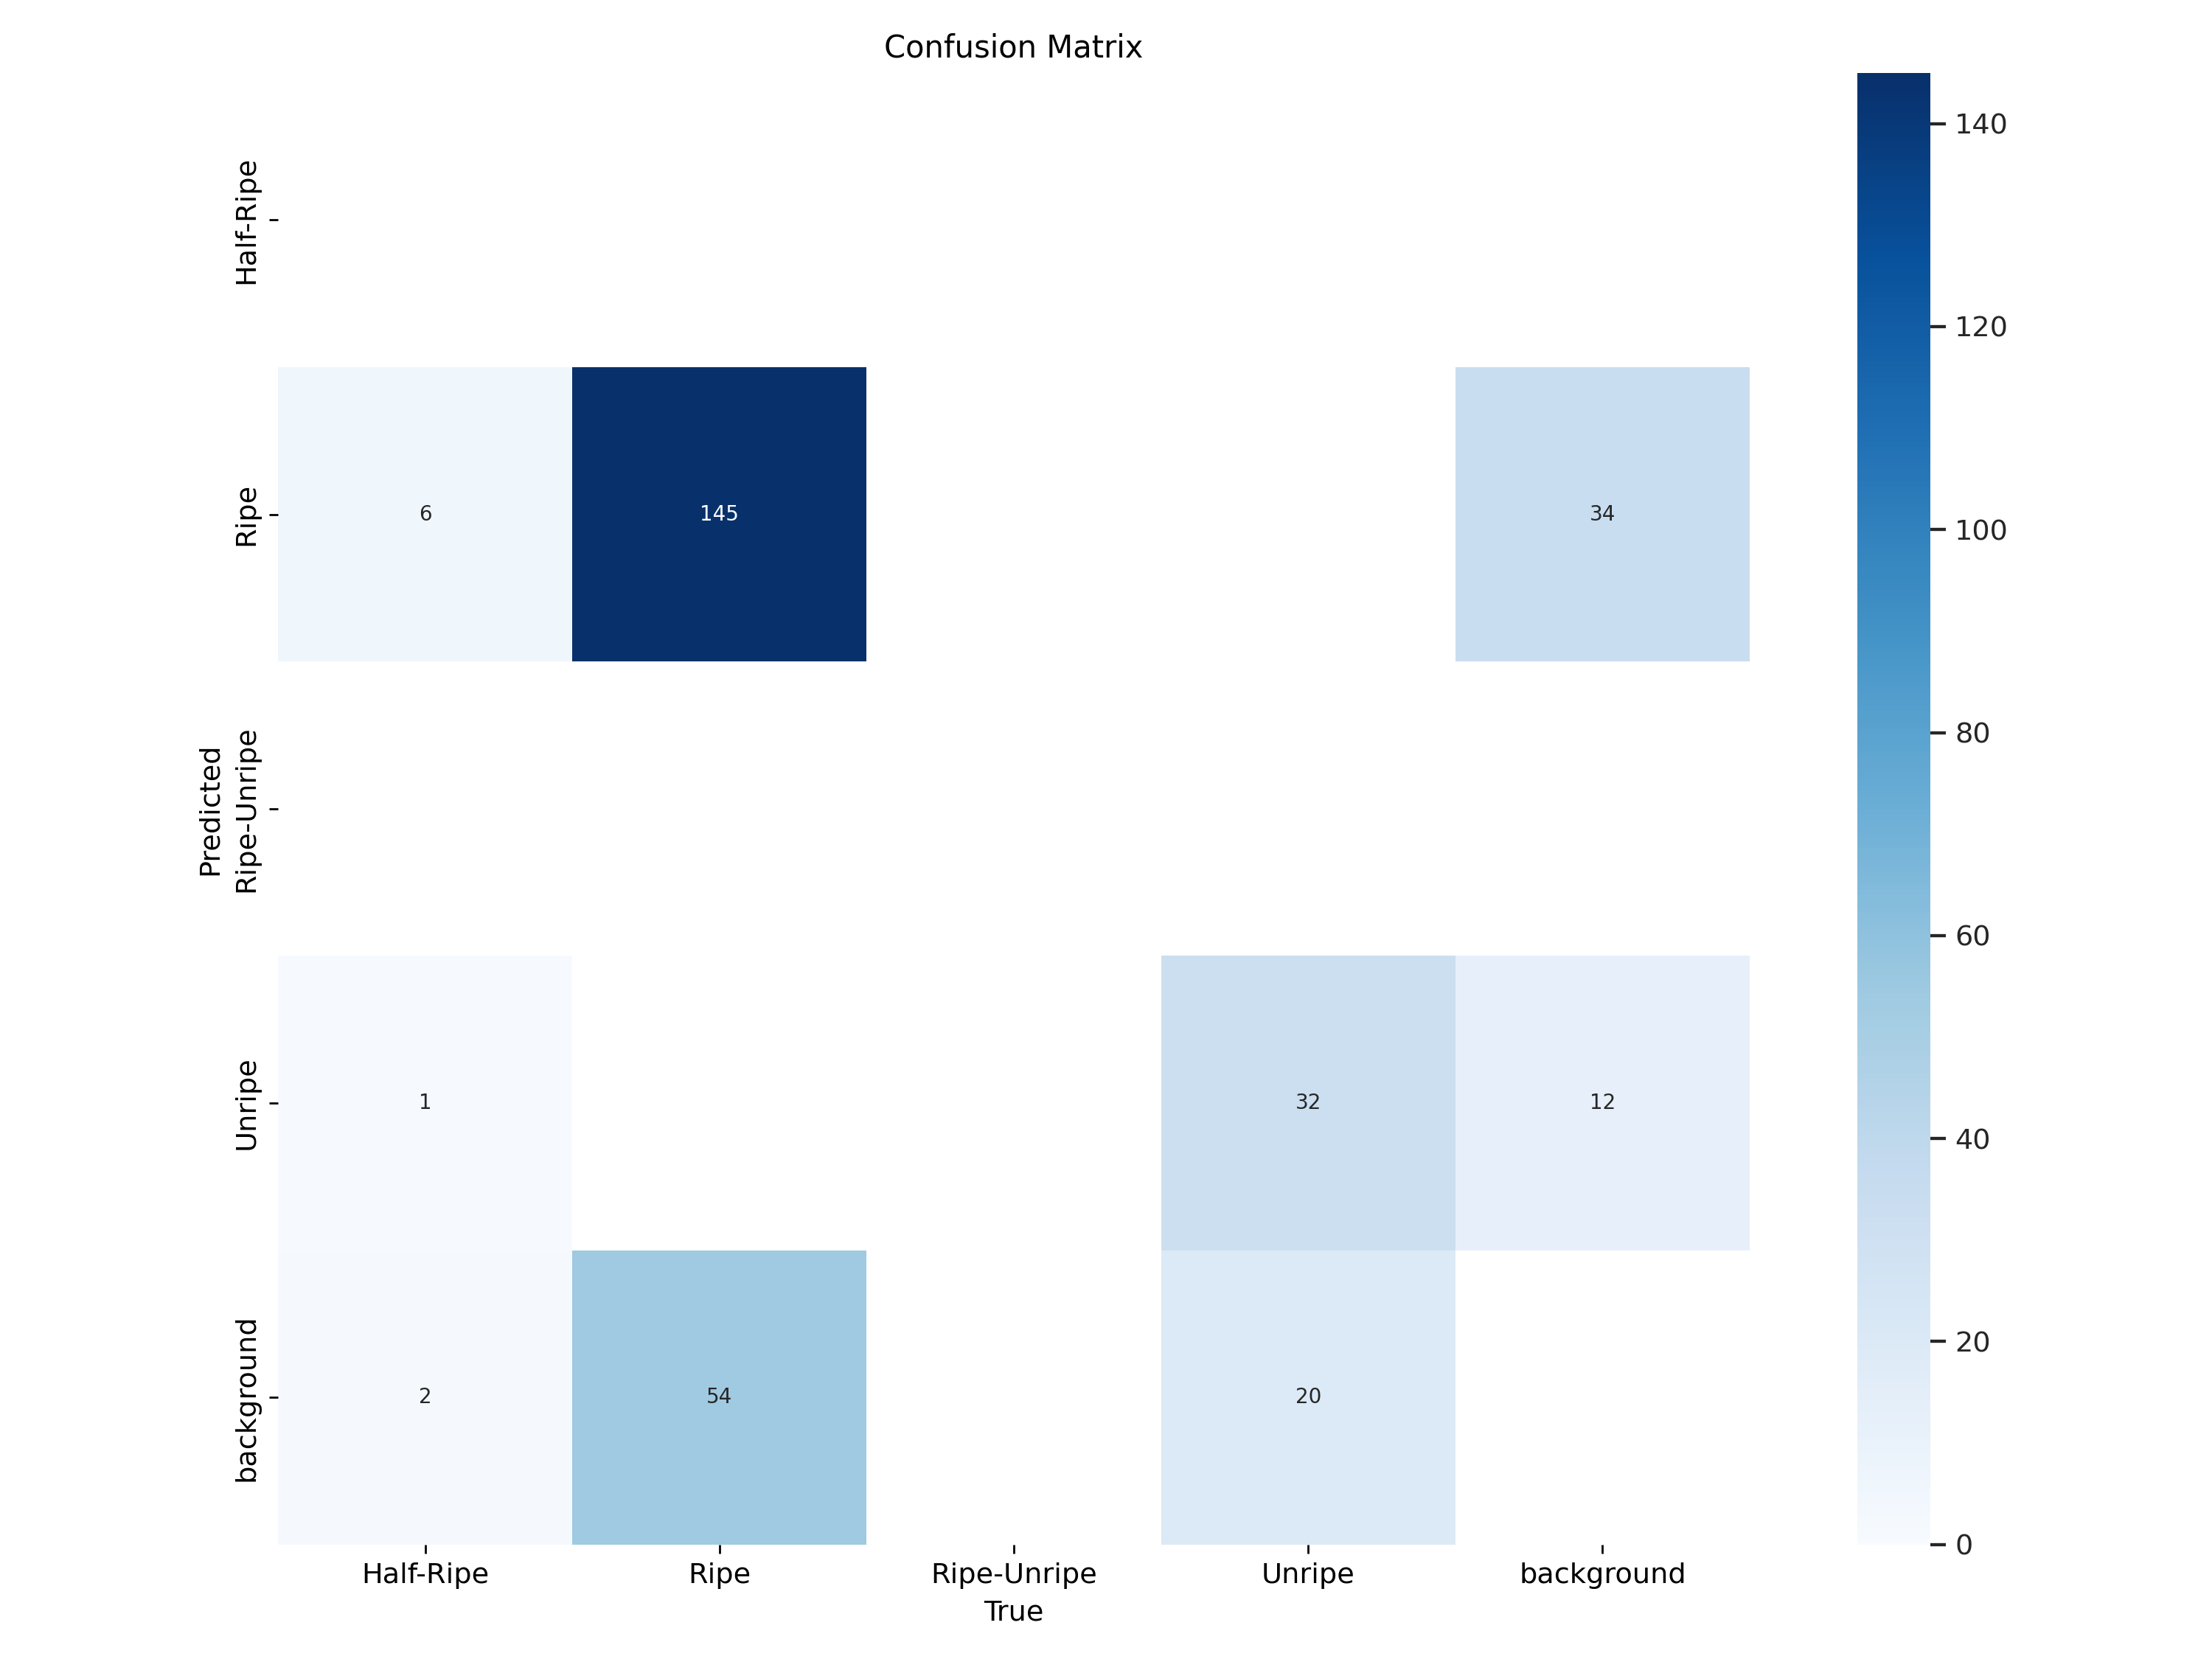 Confusion Matrix
140
Half-Ripe
120
Ripe
6
145
34
100
80
Predicted
Ripe-Unripe
60
Unripe
1
32
12
40
background
2
54
20
20
0
Half-Ripe
Ripe
Ripe-Unripe
Unripe
background
True